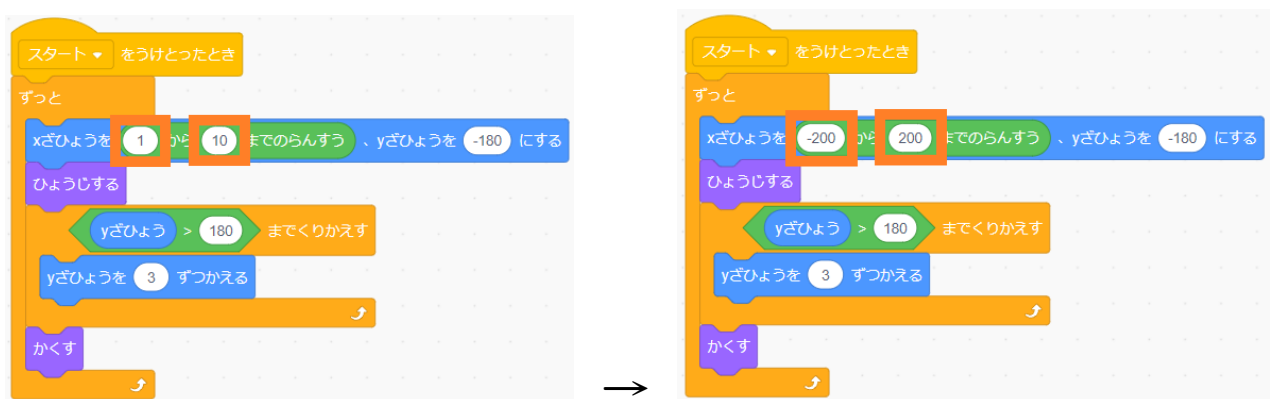 スタート をうけとったとき
ずっと
xざひょうを 1 から 10 までのらんすう 、yざひょうを -180 にする
ひょうじする
yざひょう > 180 までくりかえす
yざひょうを 3 ずつかえる
かくす
→
スタート をうけとったとき
ずっと
xざひょうを -200 から 200 までのらんすう 、yざひょうを -180 にする
ひょうじする
yざひょう > 180 までくりかえす
yざひょうを 3 ずつかえる
かくす